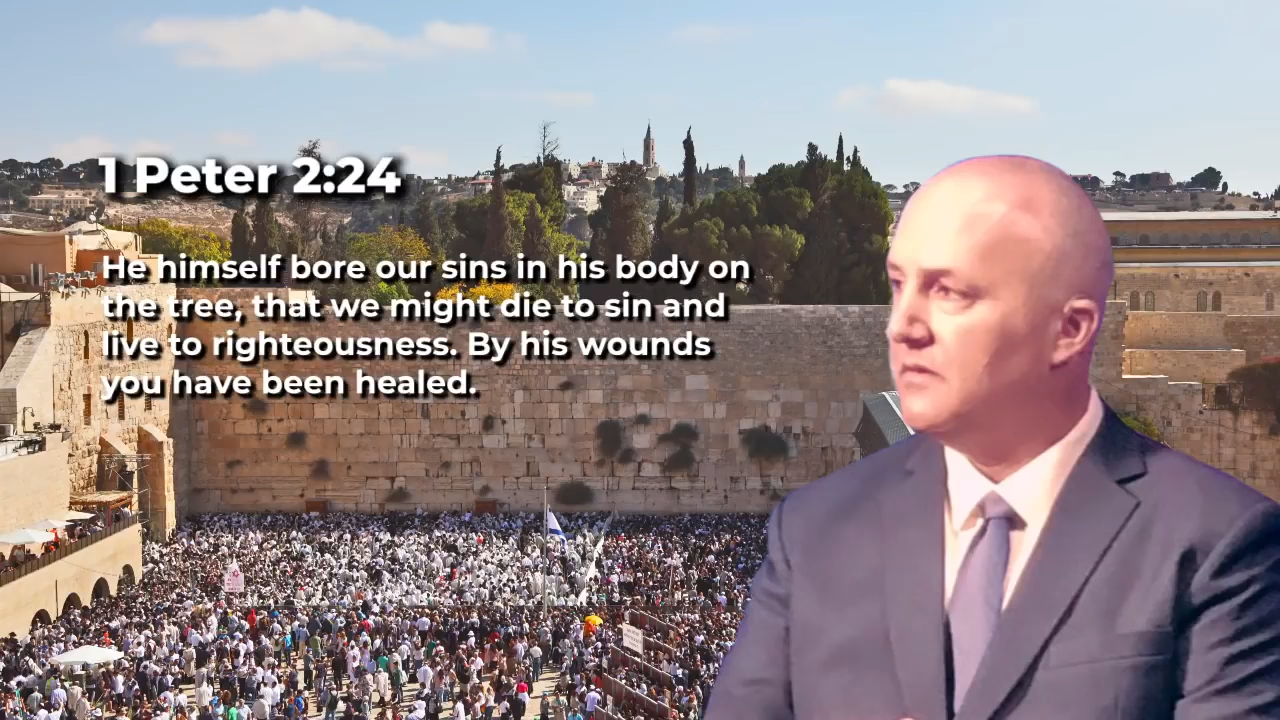 1 Peter 2:24
He himself bore our sins in his body on
the tree, that we might die to sin and
live to righteousness. By his wounds
you have been healed.